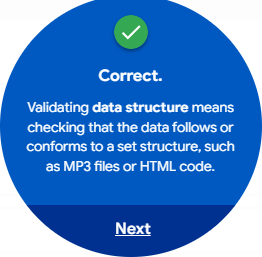 Correct.
Validating data structure means
checking that the data follows or
conforms to a set structure, such
as MP3 files or HTML code.
Next